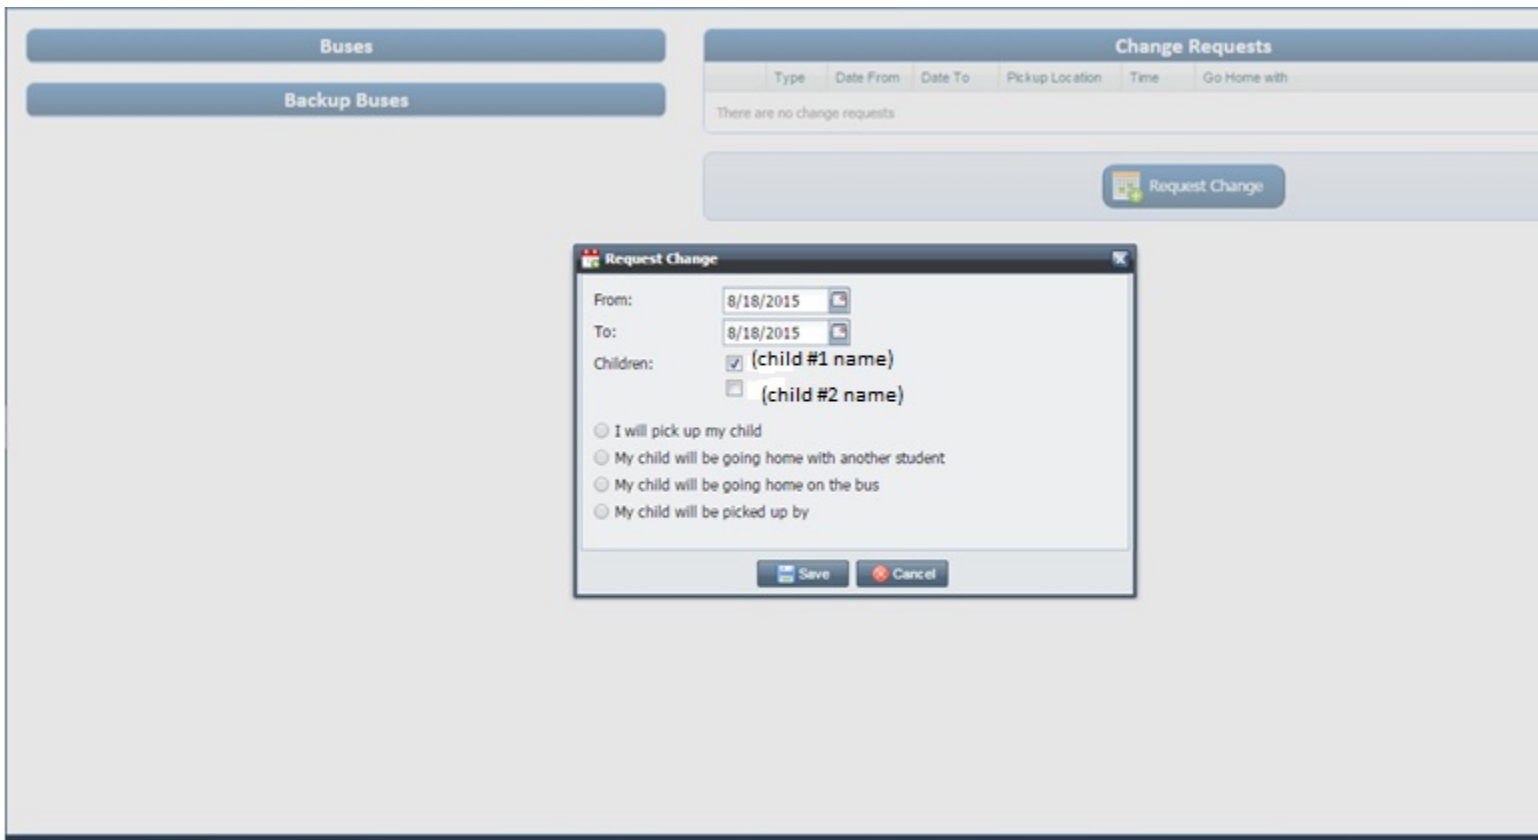 Buses
Backup Buses
Change Requests
Type Date From Date To Pickup Location Time Go Home with
There are no change requests
Request Change
Request Change
From: 8/18/2015
To: 8/18/2015
Children: (child #1 name)
(child #2 name)
I will pick up my child
My child will be going home with another student
My child will be going home on the bus
My child will be picked up by
Save Cancel